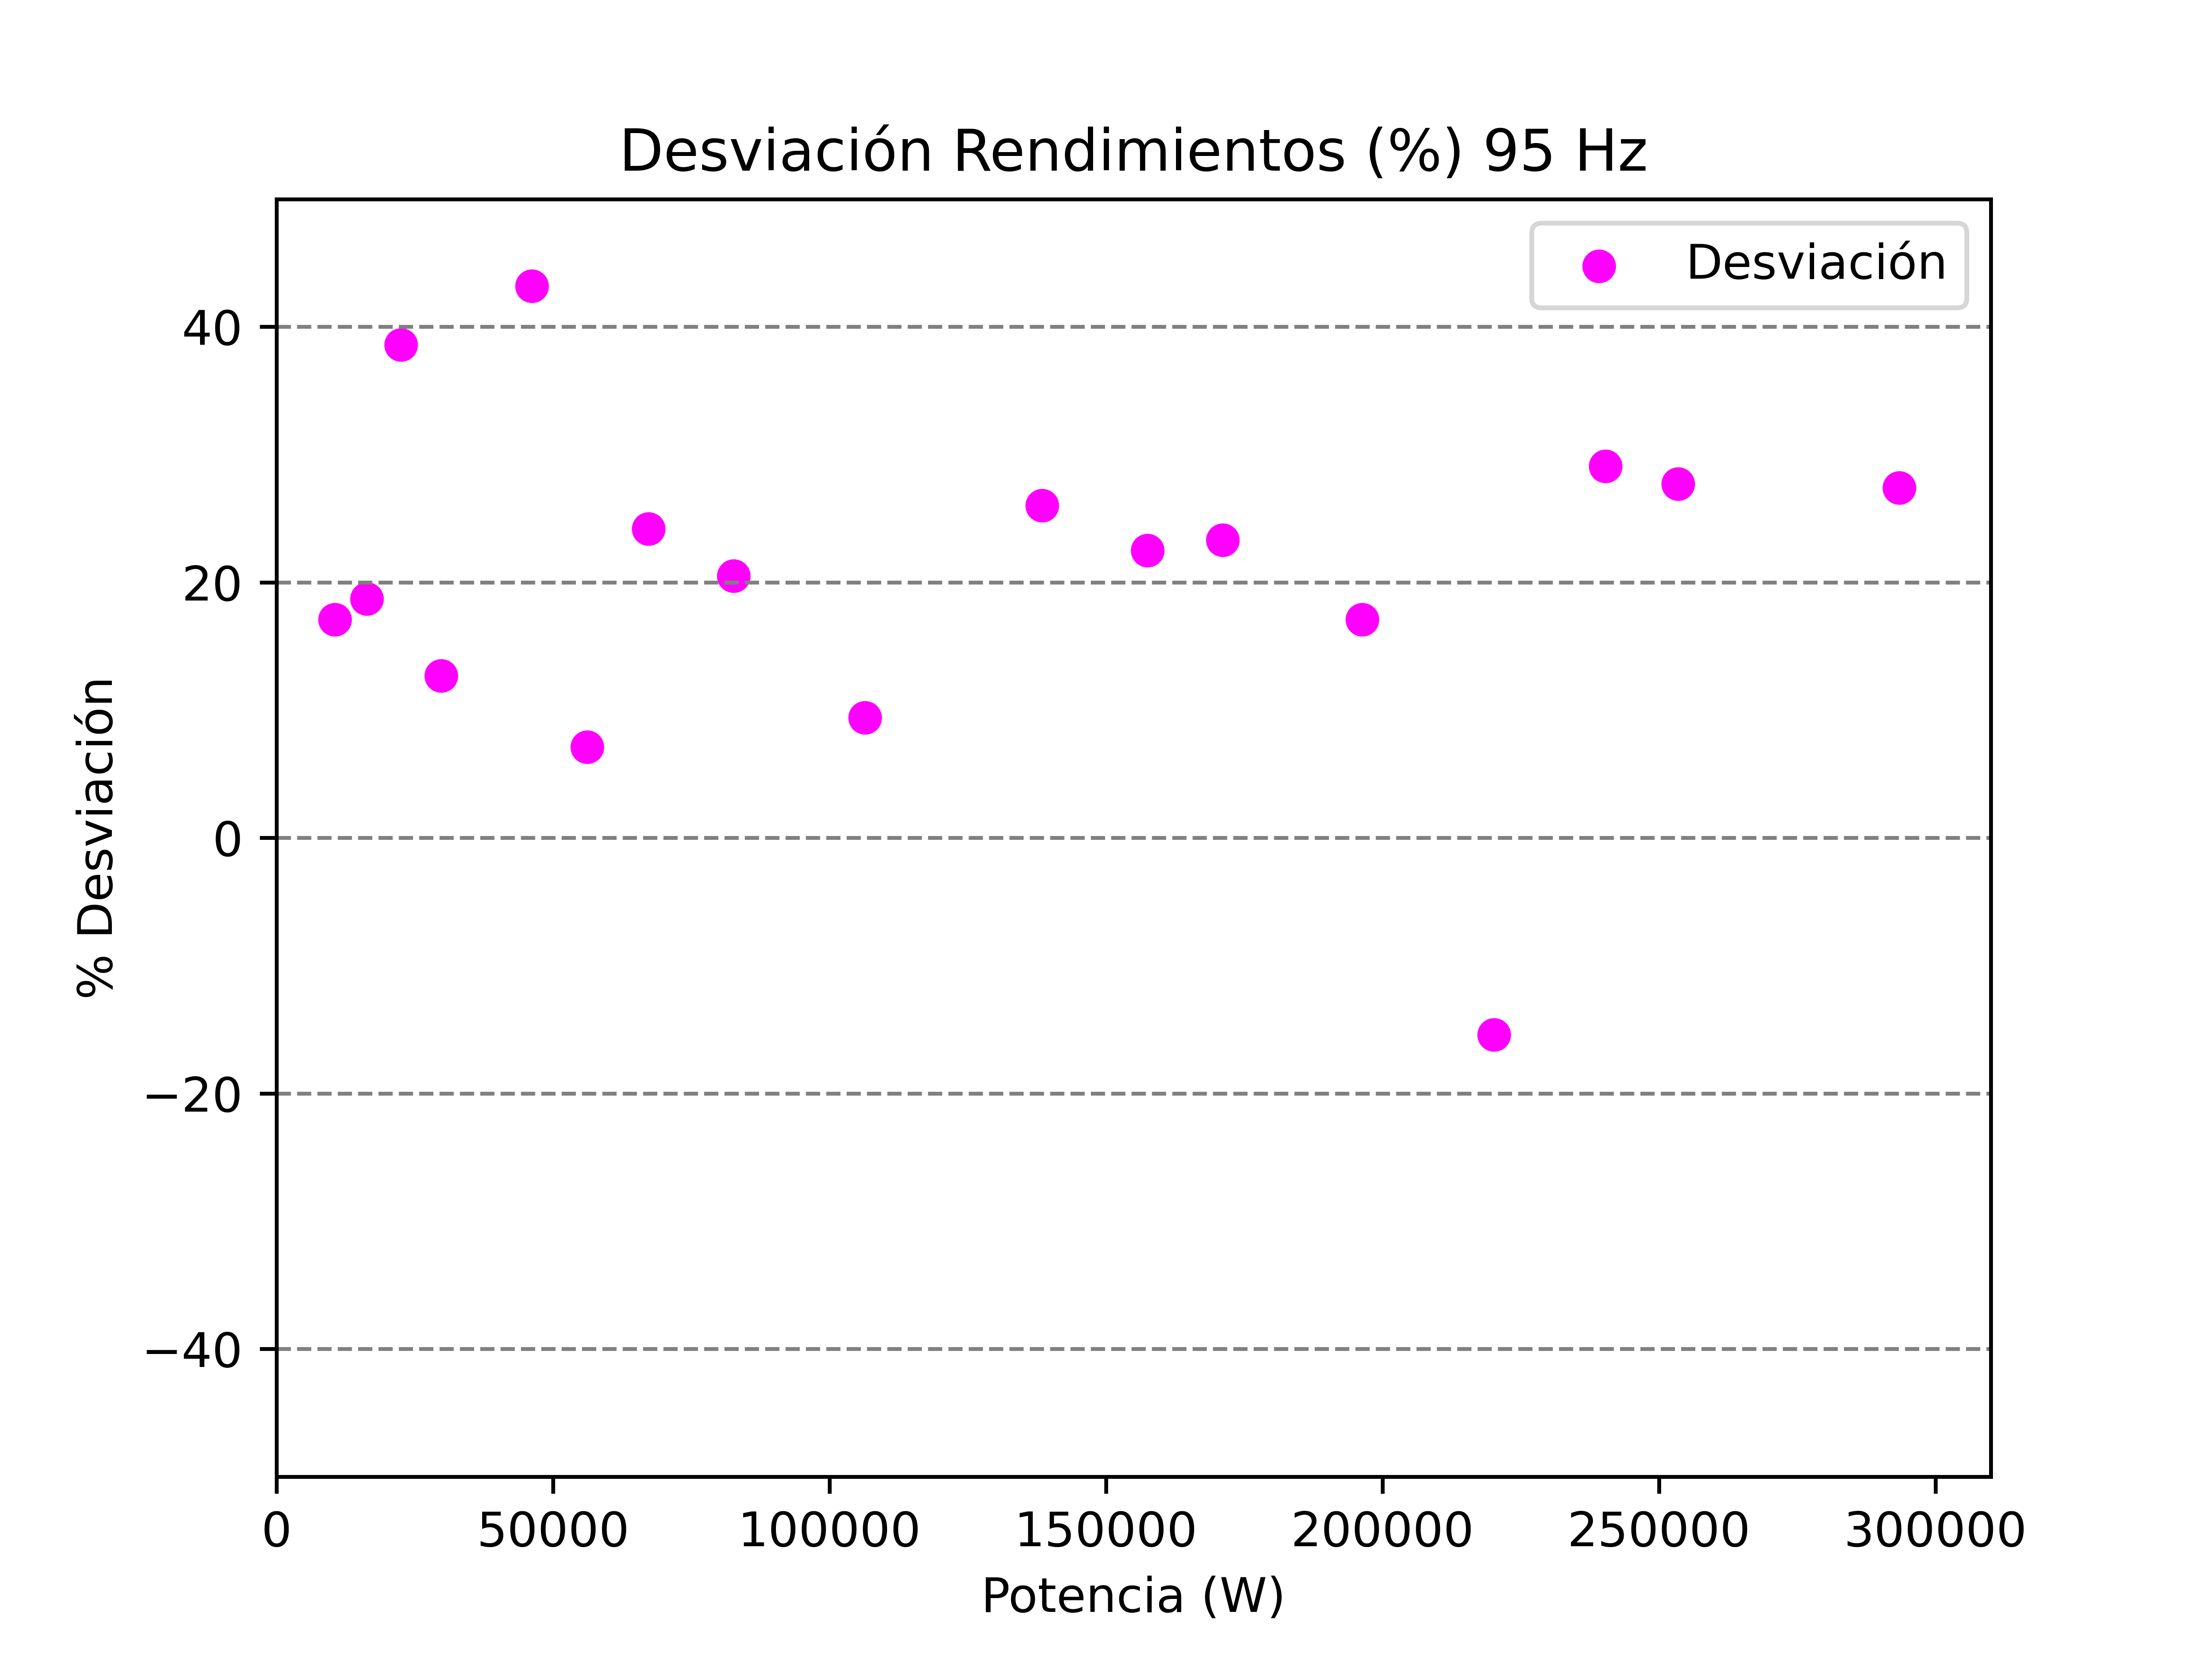 Desviación Rendimientos (%) 95 Hz
Desviación
40
20
0
−20
−40
% Desviación
0 50000 100000 150000 200000 250000 300000
Potencia (W)